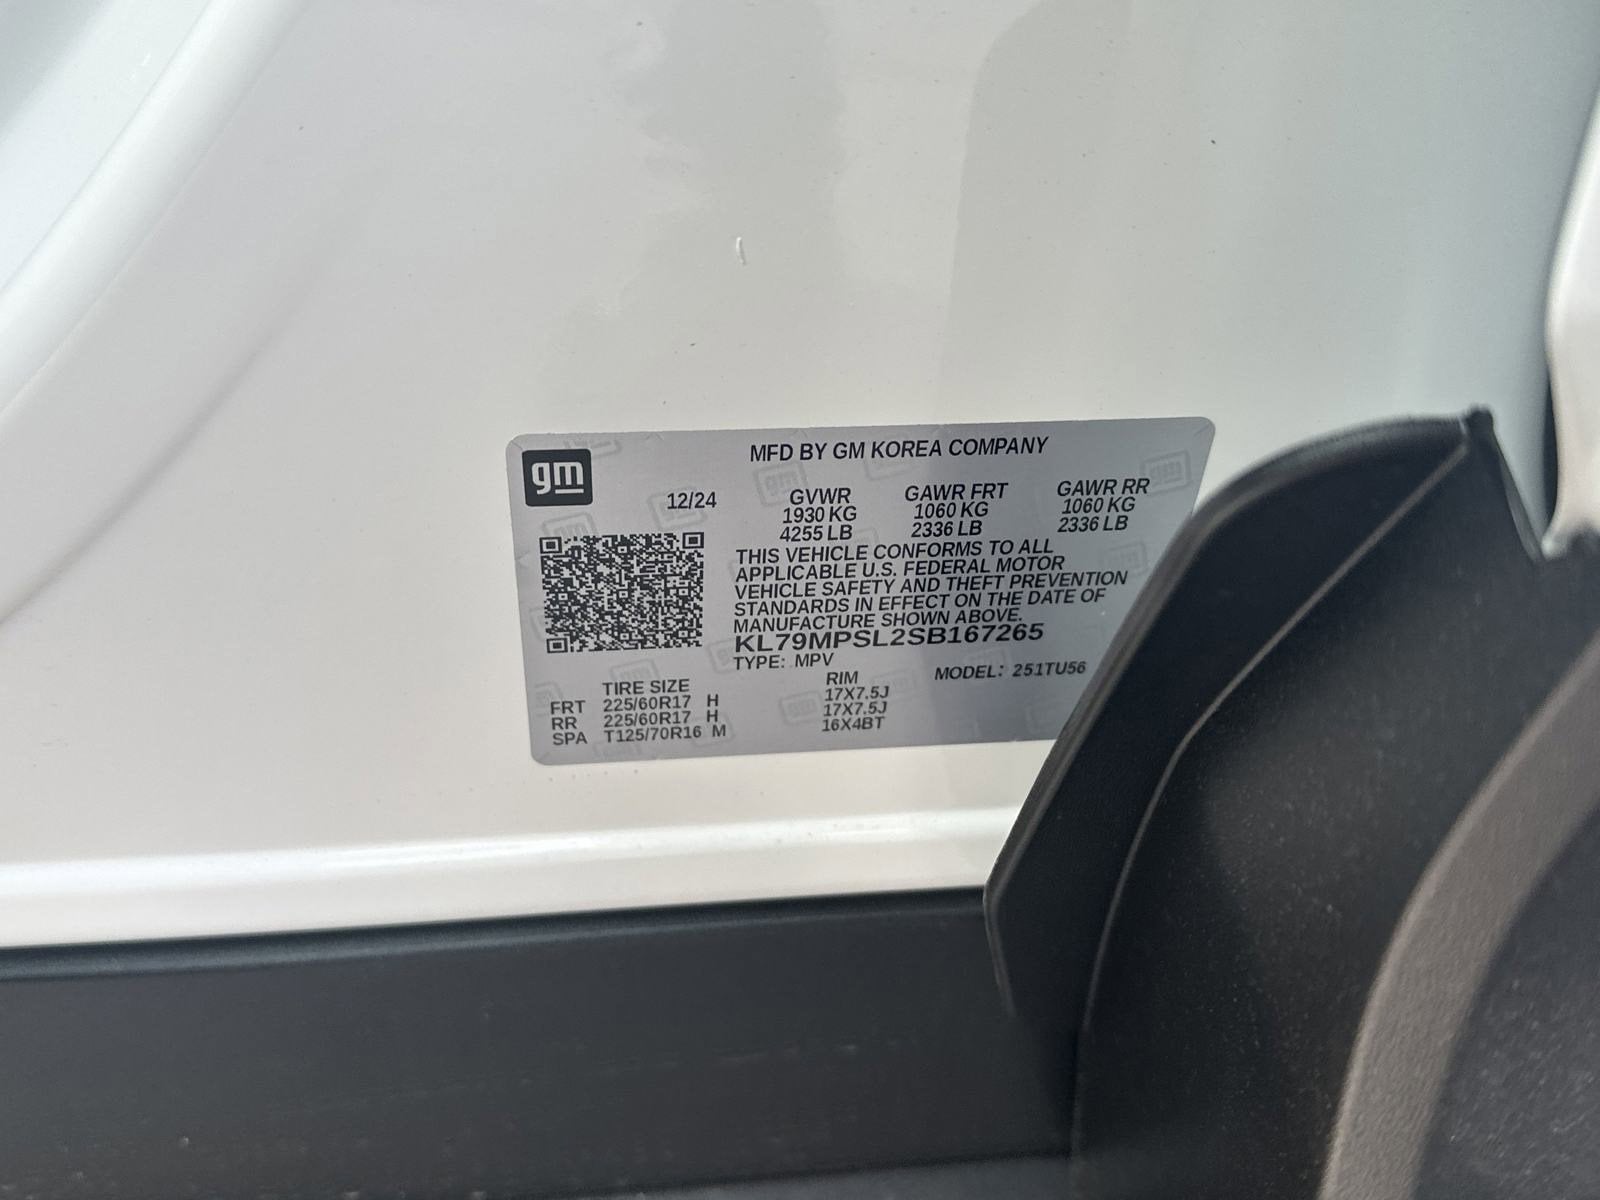 gm
MFD BY GM KOREA COMPANY
12/24
GVWR GAWR FRT GAWR RR
1930 KG 1060 KG 1060 KG
4255 LB 2336 LB 2336 LB
THIS VEHICLE CONFORMS TO ALL
APPLICABLE U.S. FEDERAL MOTOR
VEHICLE SAFETY AND THEFT PREVENTION
STANDARDS IN EFFECT ON THE DATE OF
MANUFACTURE SHOWN ABOVE.
KL79MPSL2SB167265
TYPE: MPV MODEL: 251TU56
TIRE SIZE RIM
FRT 225/60R17 H 17X7.5J
RR 225/60R17 H 17X7.5J
SPA T125/70R16 M 16X4BT